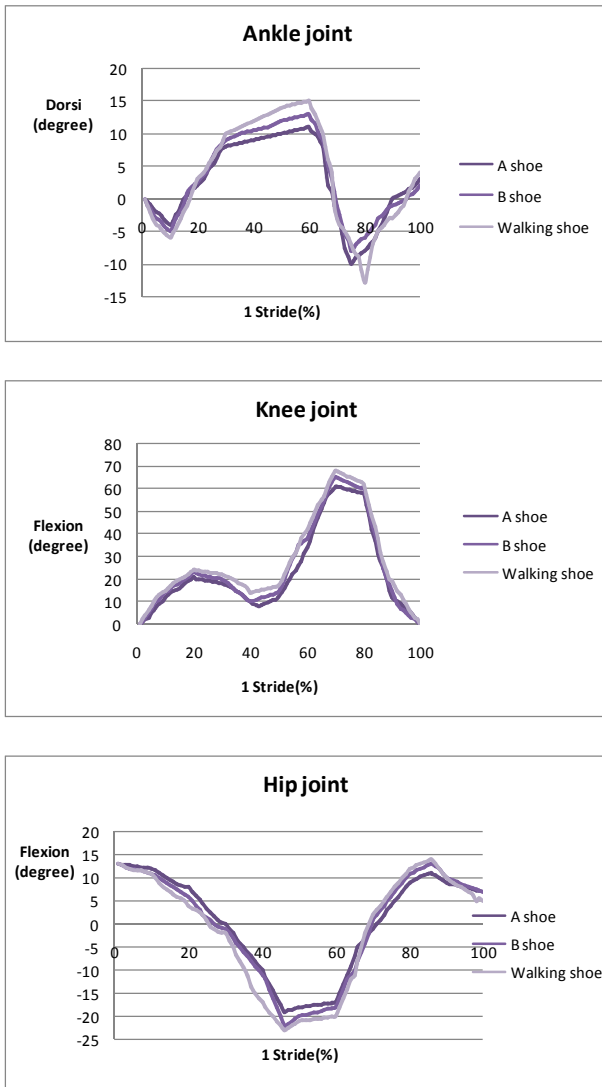 Ankle joint
Dorsi
(degree)
20
15
10
5
0
-5
-10
-15
0 20 40 60 80 100
1 Stride(%)
A shoe
B shoe
Walking shoe
Knee joint
Flexion
(degree)
80
70
60
50
40
30
20
10
0
0 20 40 60 80 100
1 Stride(%)
A shoe
B shoe
Walking shoe
Hip joint
Flexion
(degree)
20
15
10
5
0
-5
-10
-15
-20
-25
0 20 40 60 80 100
1 Stride(%)
A shoe
B shoe
Walking shoe